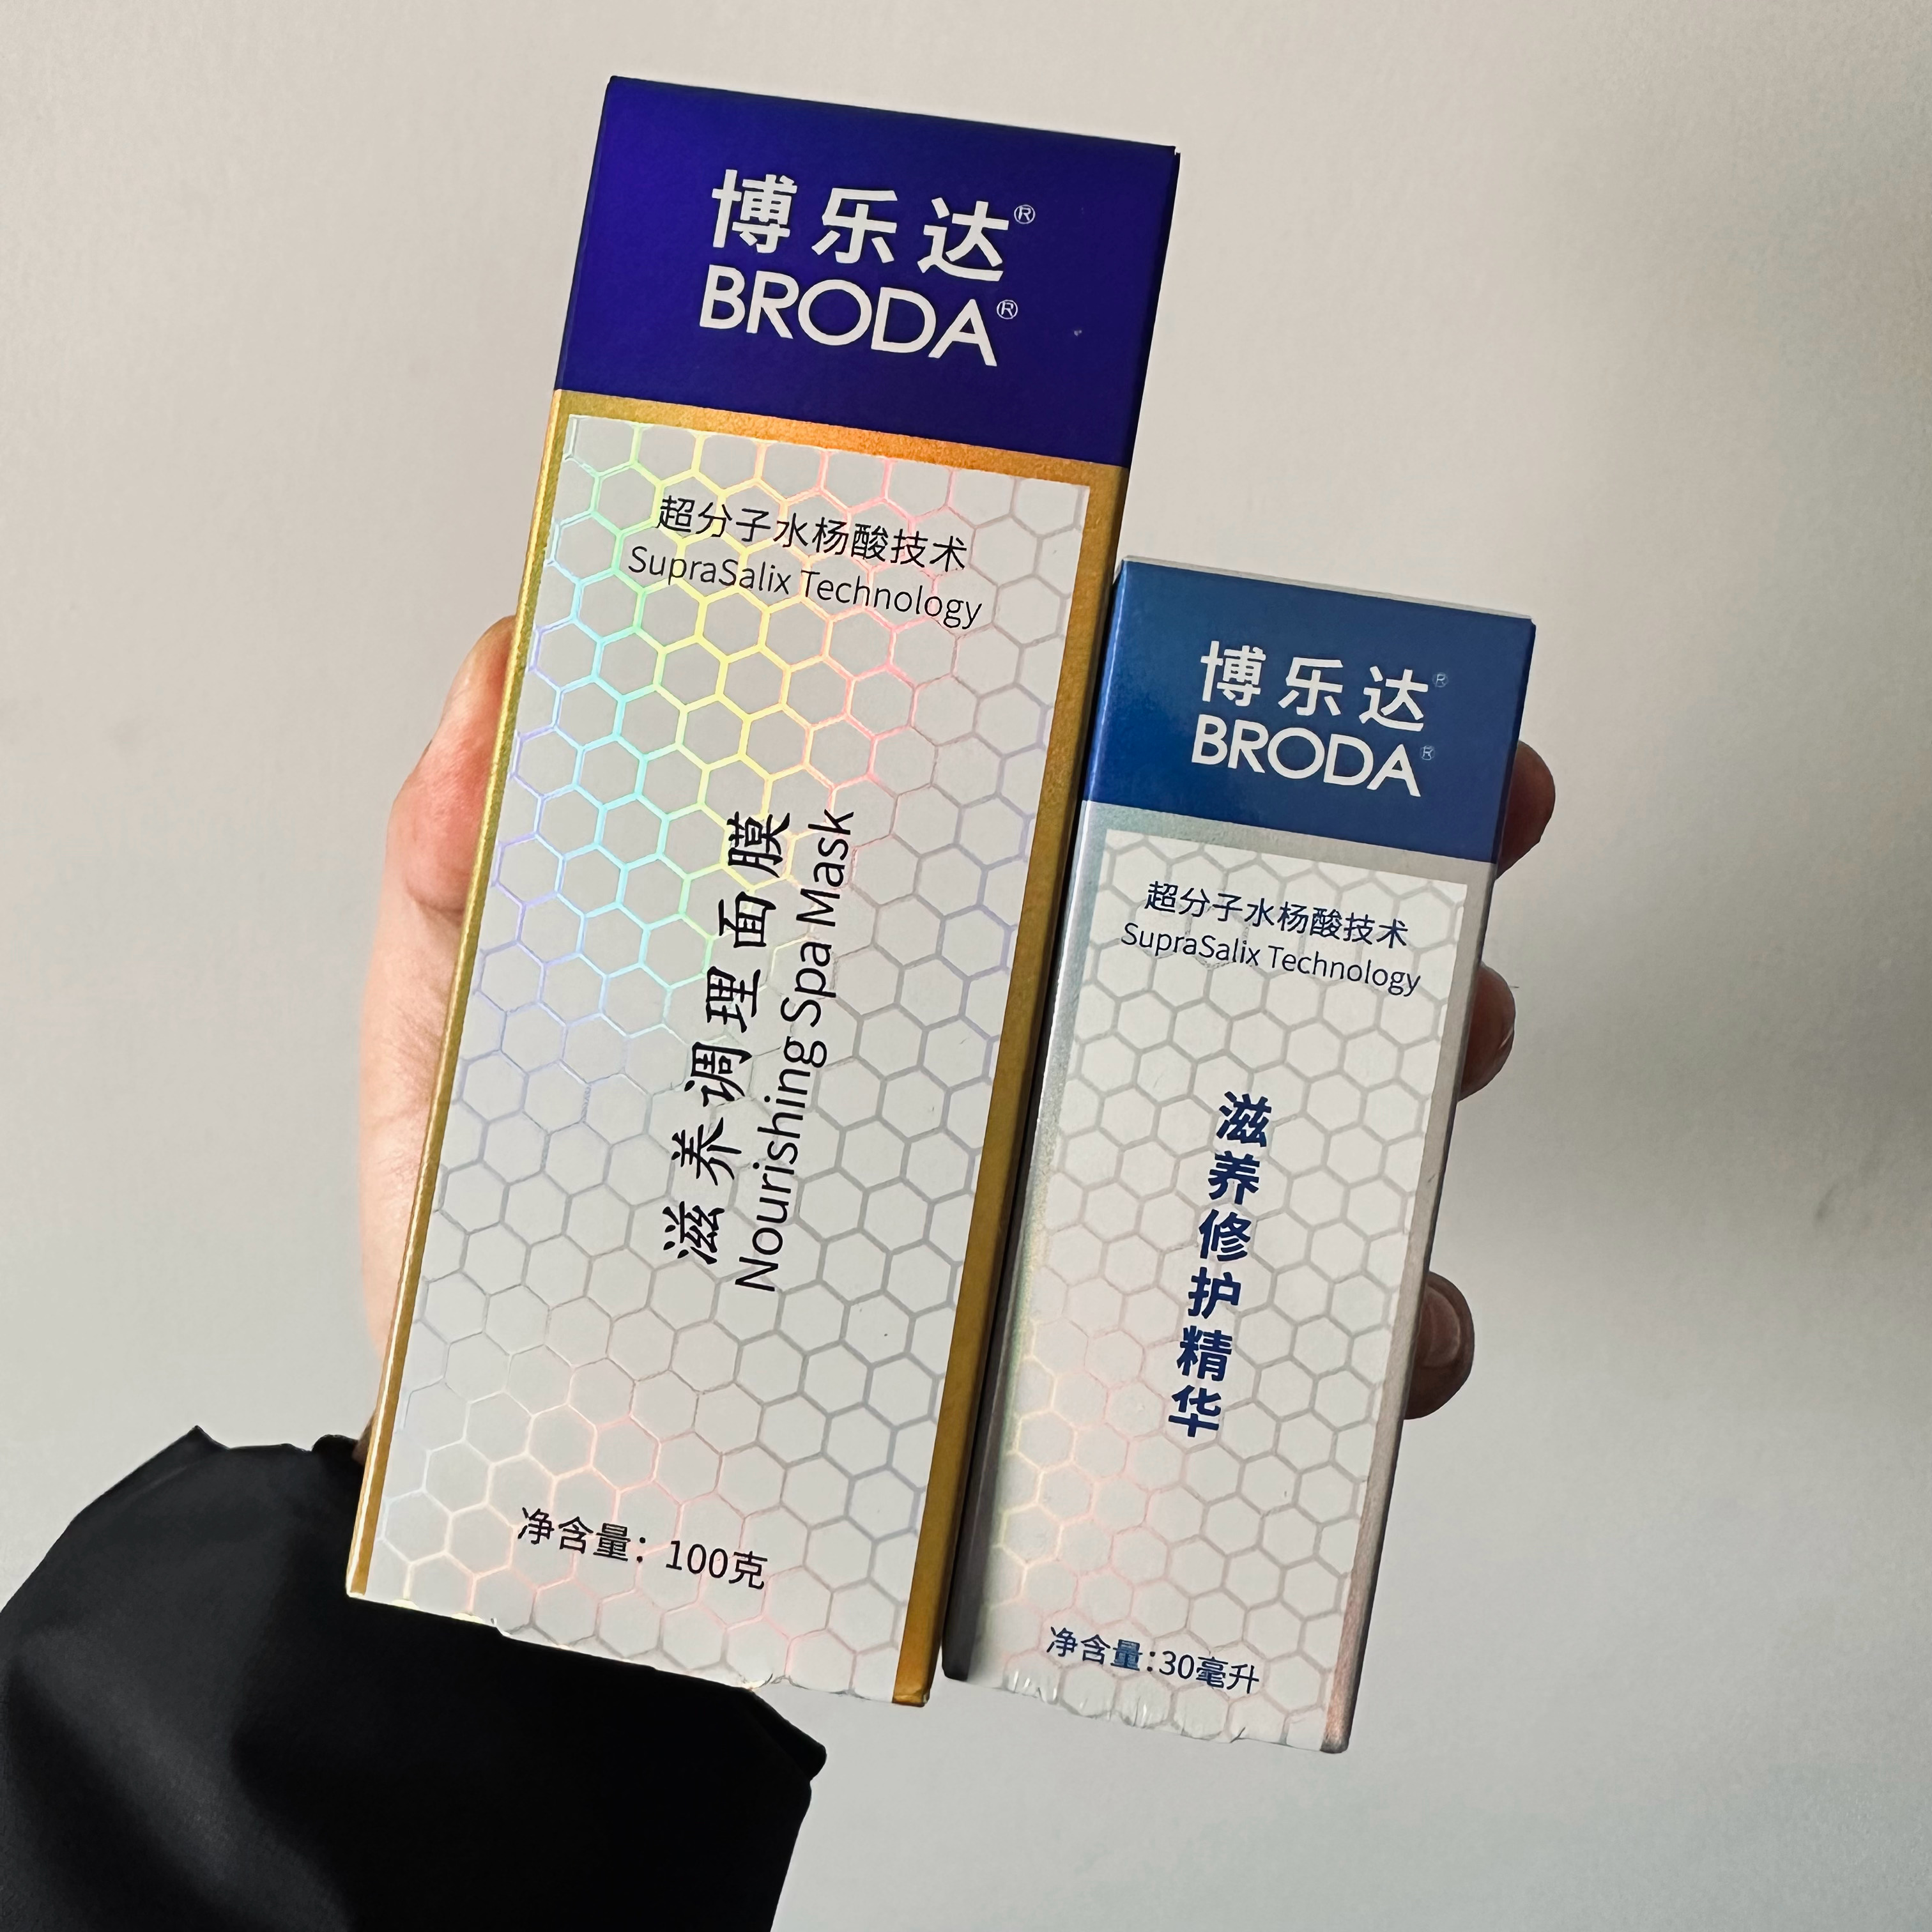 博乐达®
BRODA®
超分子水杨酸技术
SupraSalix Technology
滋养调理面膜
Nourishing Spa Mask
净含量：100克
博乐达®
BRODA®
超分子水杨酸技术
SupraSalix Technology
滋养修护精华
净含量：30毫升